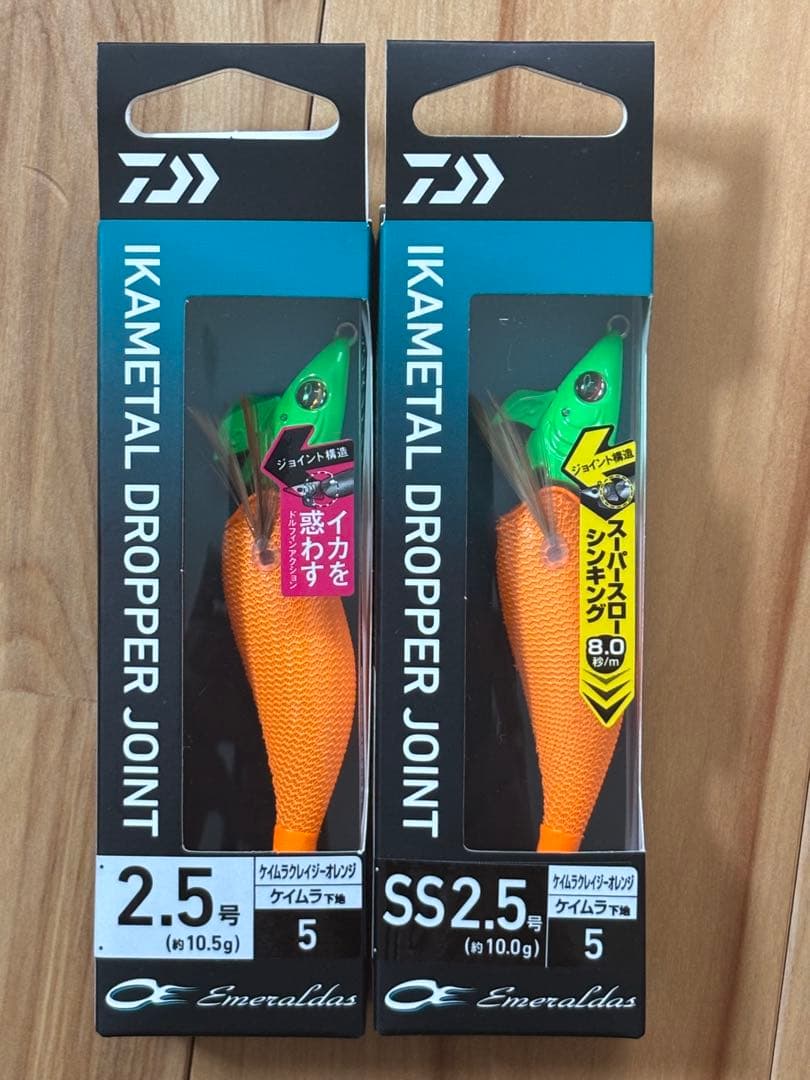 IKAMETAL DROPPER JOINT
ジョイント構造
イカを
惑わす
ドルフィンアクション
2.5号
(約10.5g)
ケイムラクレイジーオレンジ
ケイムラ下地
5
Emeraldas
IKAMETAL DROPPER JOINT
ジョイント構造
スーパースロー
シンキング
8.0
秒/m
SS2.5号
(約10.0g)
ケイムラクレイジーオレンジ
ケイムラ下地
5
Emeraldas